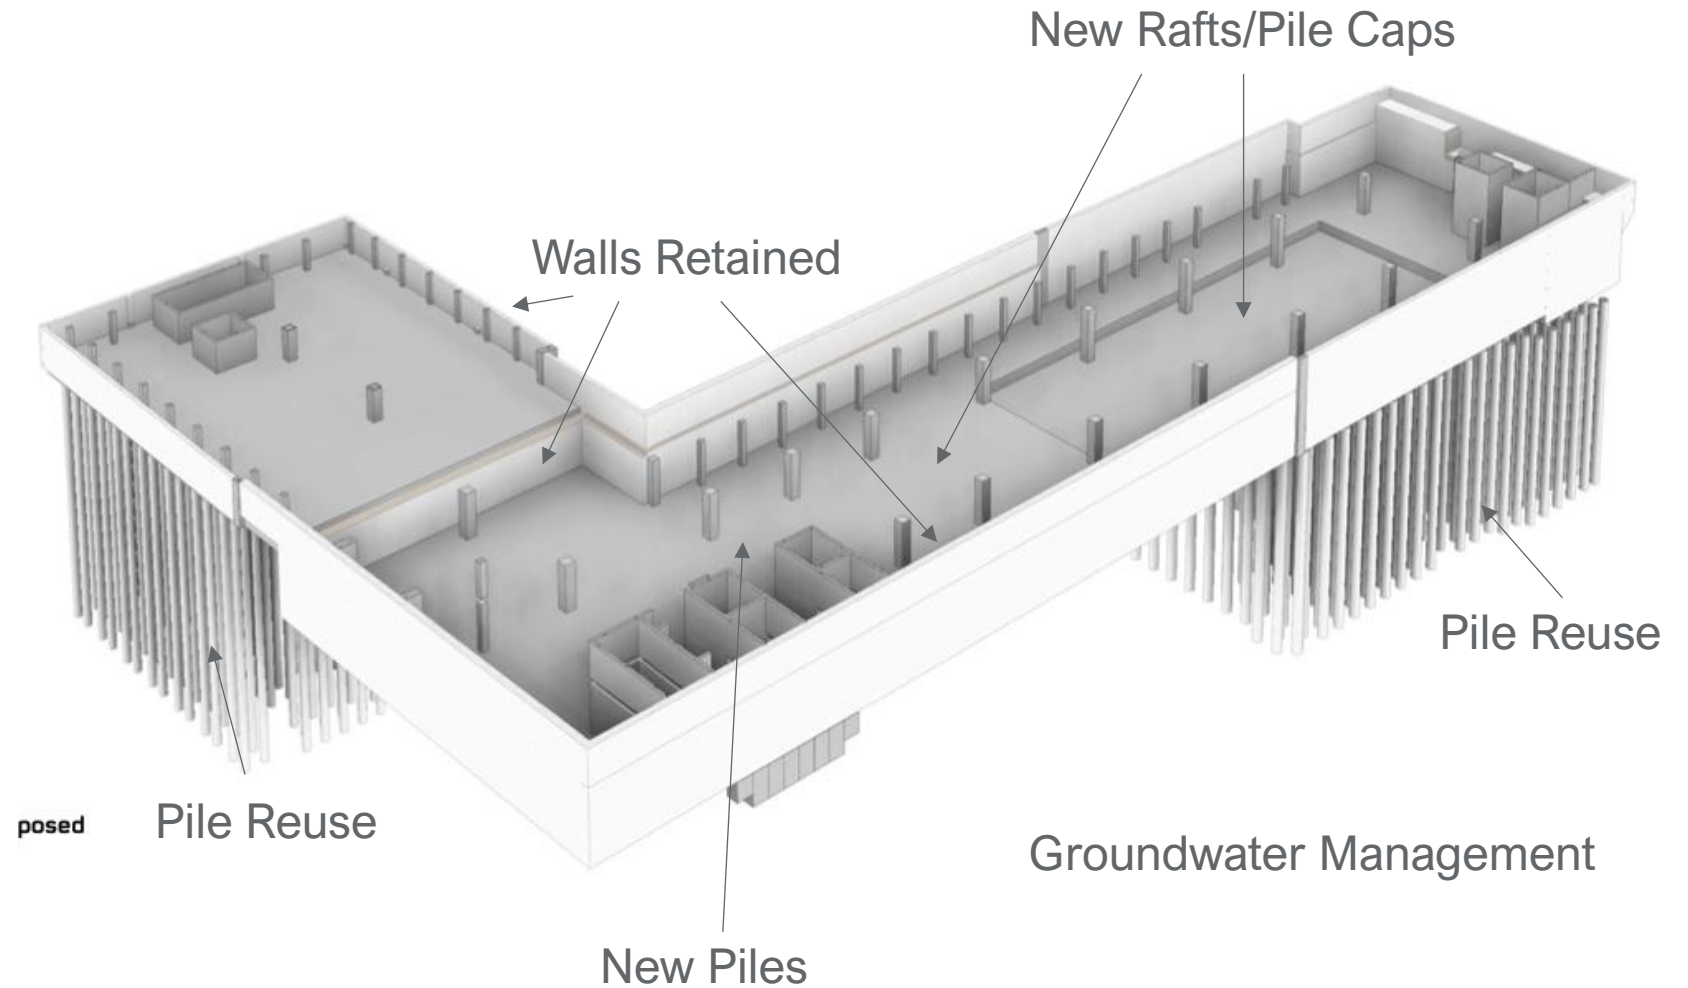 New Rafts/Pile Caps
Walls Retained
Pile Reuse
posed
Pile Reuse
Groundwater Management
New Piles